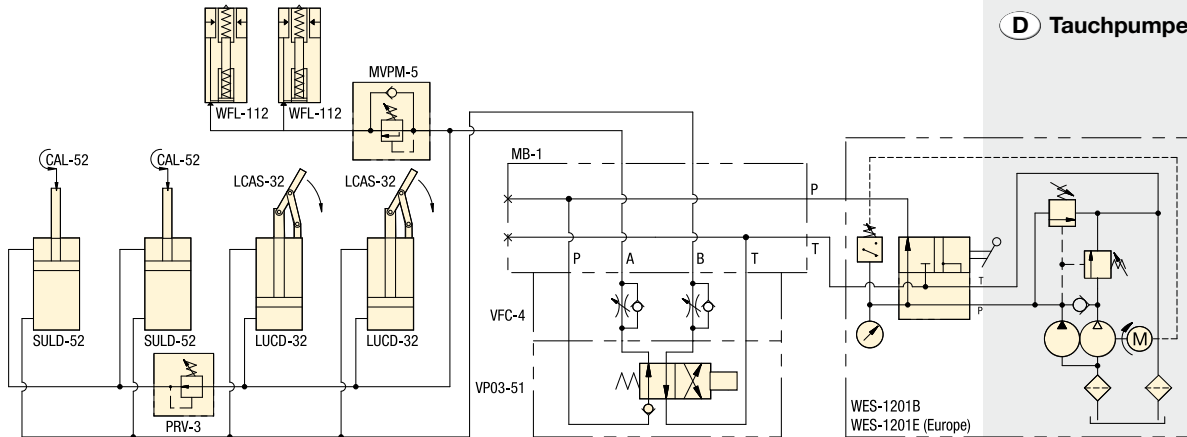 D Tauchpumpe
WFL-112
WFL-112
MVPM-5
CAL-52
CAL-52
LCAS-32
LCAS-32
MB-1
P
T
P
A
B
T
T
P
SULD-52
SULD-52
LUCD-32
LUCD-32
VFC-4
M
VP03-51
PRV-3
WES-1201B
WES-1201E (Europe)